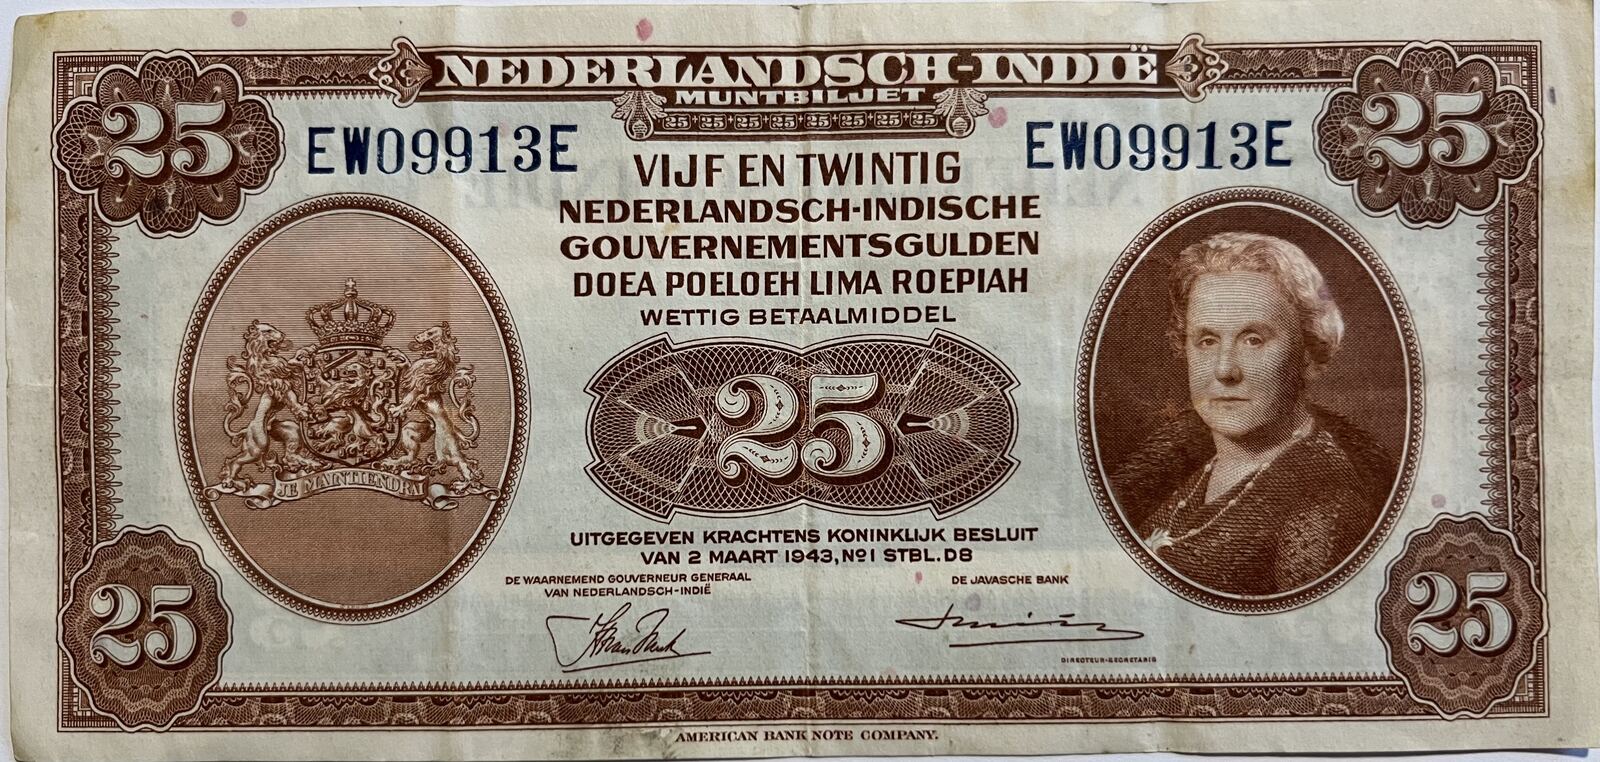 NEDERLANDSCH-INDIË
MUNTBILJET
25+25+25+25+25+25+25+25
25
25
EW09913E
EW09913E
VIJF EN TWINTIG
NEDERLANDSCH-INDISCHE
GOUVERNEMENTSGULDEN
DOEA POELOEH LIMA ROEPIAH
WETTIG BETAALMIDDEL
25
JE MAINTIENDRAI
UITGEGEVEN KRACHTENS KONINKLIJK BESLUIT
VAN 2 MAART 1943, No1 STBL. D8
DE WAARNEMEND GOUVERNEUR GENERAAL
VAN NEDERLANDSCH-INDIË
DE JAVASCHE BANK
DIRECTEUR-SECRETARIS
25
25
AMERICAN BANK NOTE COMPANY.